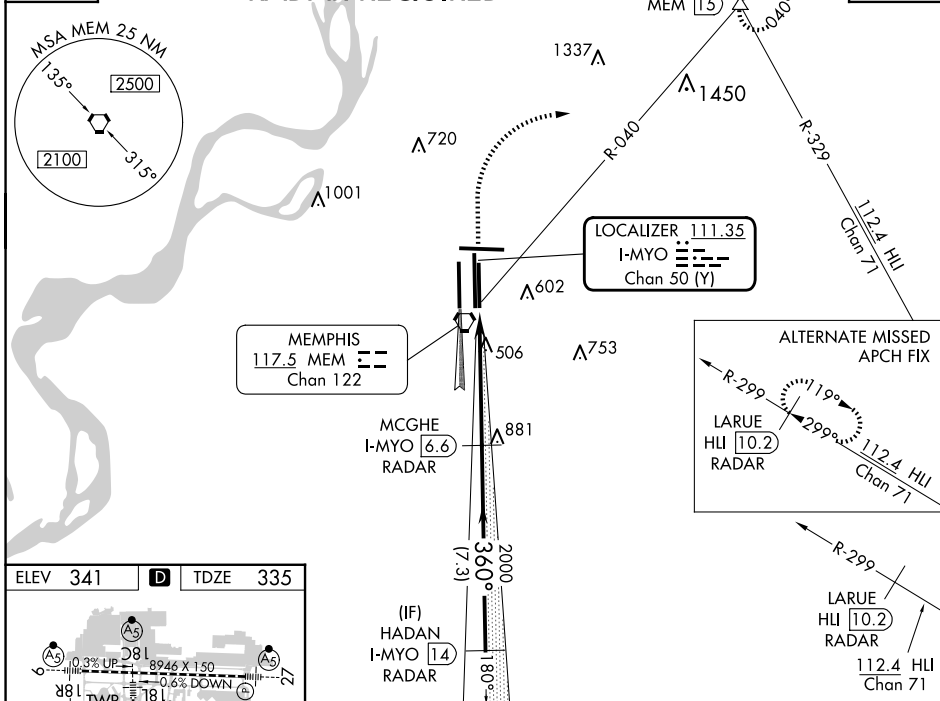 MEM 15
040°
MSA MEM 25 NM
135°
2500
2100
315°
1337
1450
720
1001
R-040
R-329
112.4 HLI
Chan 71
LOCALIZER 111.35
I-MYO
Chan 50 (Y)
602
MEMPHIS
117.5 MEM
Chan 122
506
753
ALTERNATE MISSED
APCH FIX
R-299
119°
299°
LARUE
HLI 10.2
RADAR
112.4 HLI
Chan 71
MCGHE
I-MYO 6.6
RADAR
881
2000
360°
(7.3)
R-299
LARUE
HLI 10.2
RADAR
112.4 HLI
Chan 71
(IF)
HADAN
I-MYO 14
RADAR
180°
ELEV 341
D
TDZE 335
A5
18C
A5
A5
6
0.3% UP
8946 X 150
0.6% DOWN
27
P
18R
TWR
18L